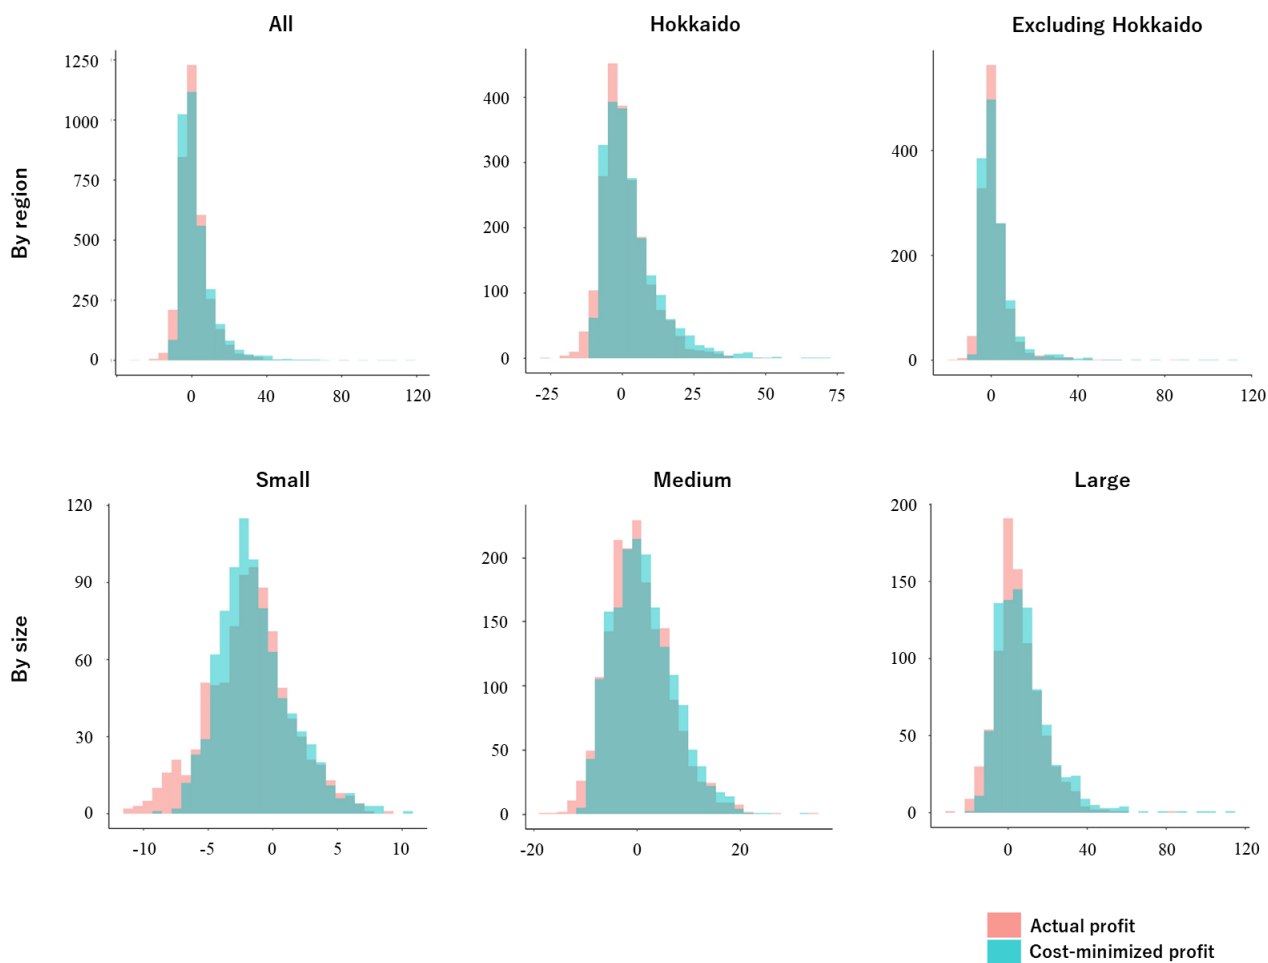 All
Hokkaido
Excluding Hokkaido
By region
1250
1000
750
500
250
0
0 40 80 120
400
300
200
100
0
-25 0 25 50 75
400
200
0
0 40 80 120
Small
Medium
Large
By size
120
90
60
30
0
-10 -5 0 5 10
200
150
100
50
0
-20 0 20
200
150
100
50
0
0 40 80 120
Actual profit
Cost-minimized profit